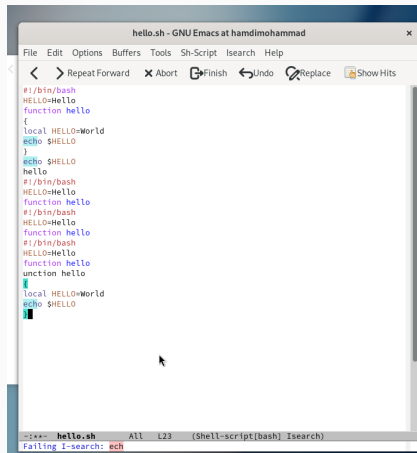 hello.sh - GNU Emacs at hamdimohammad ×
File Edit Options Buffers Tools Sh-Script Isearch Help
Repeat Forward Abort Finish Undo Replace Show Hits
#!/bin/bash
HELLO=Hello
function hello
{
local HELLO=World
echo $HELLO
}
echo $HELLO
hello
#!/bin/bash
HELLO=Hello
function hello
#!/bin/bash
HELLO=Hello
function hello
#!/bin/bash
HELLO=Hello
function hello
unction hello
{
local HELLO=World
echo $HELLO
}
-:**- hello.sh All L23 (Shell-script[bash] Isearch)
Failing I-search: ech